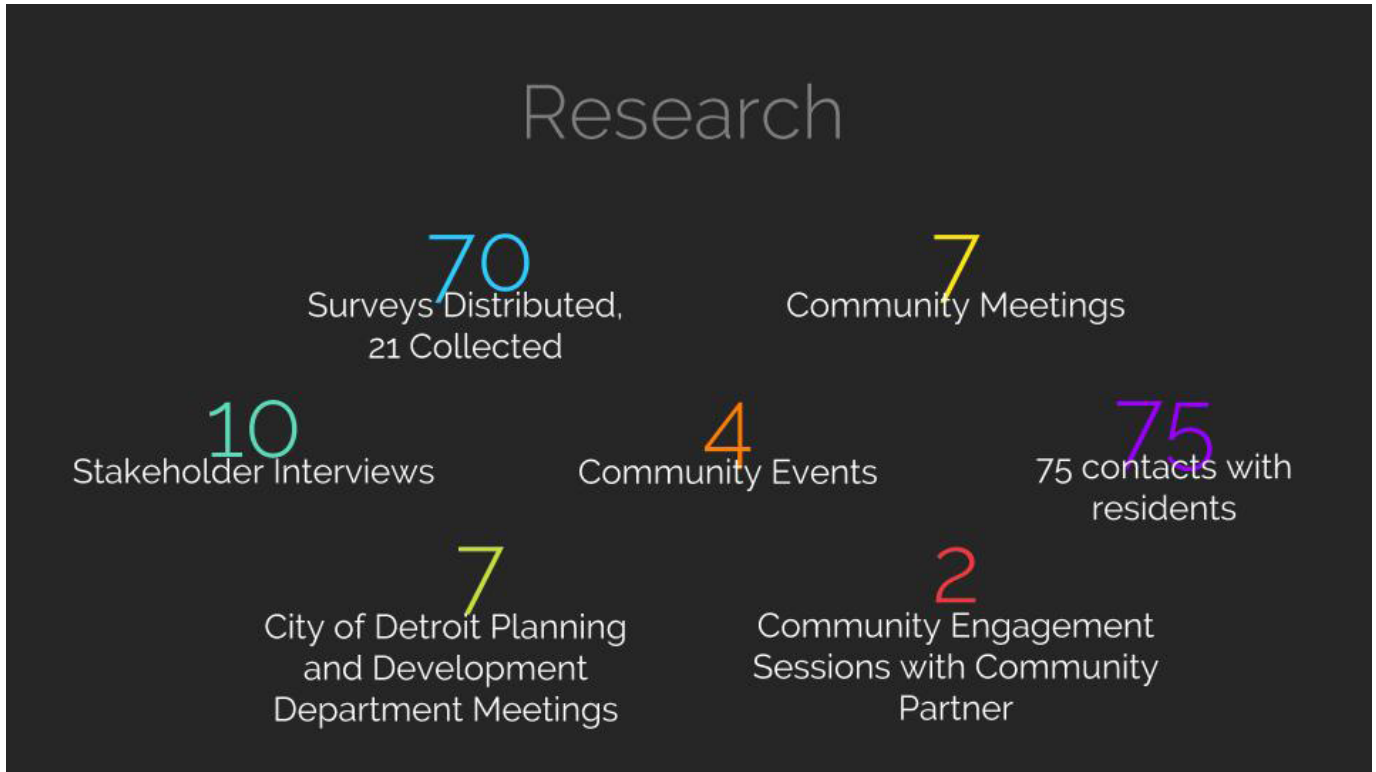 Research
70
Surveys Distributed,
21 Collected
7
Community Meetings
10
Stakeholder Interviews
4
Community Events
75
75 contacts with
residents
7
City of Detroit Planning
and Development
Department Meetings
2
Community Engagement
Sessions with Community
Partner